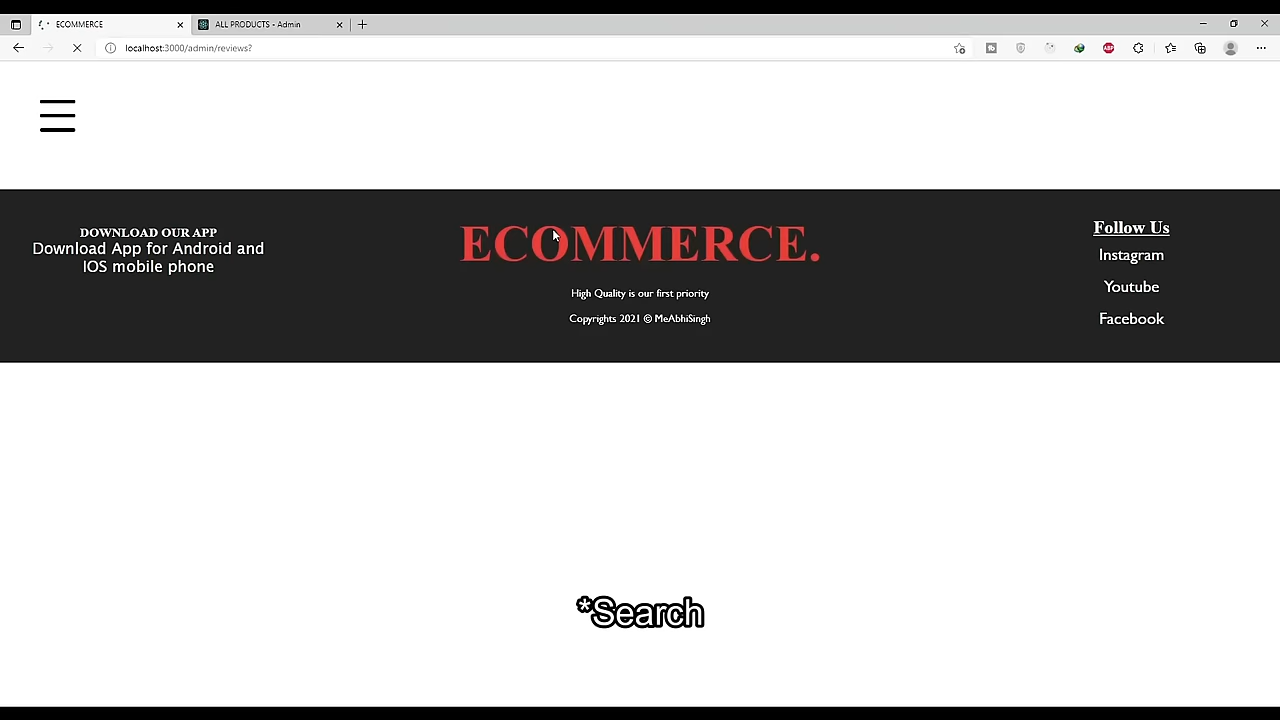 ECOMMERCE
ALL PRODUCTS - Admin
localhost:3000/admin/reviews?
DOWNLOAD OUR APP
Download App for Android and
IOS mobile phone
ECOMMERCE.
High Quality is our first priority
Copyrights 2021 © MeAbhiSingh
Follow Us
Instagram
Youtube
Facebook
*Search